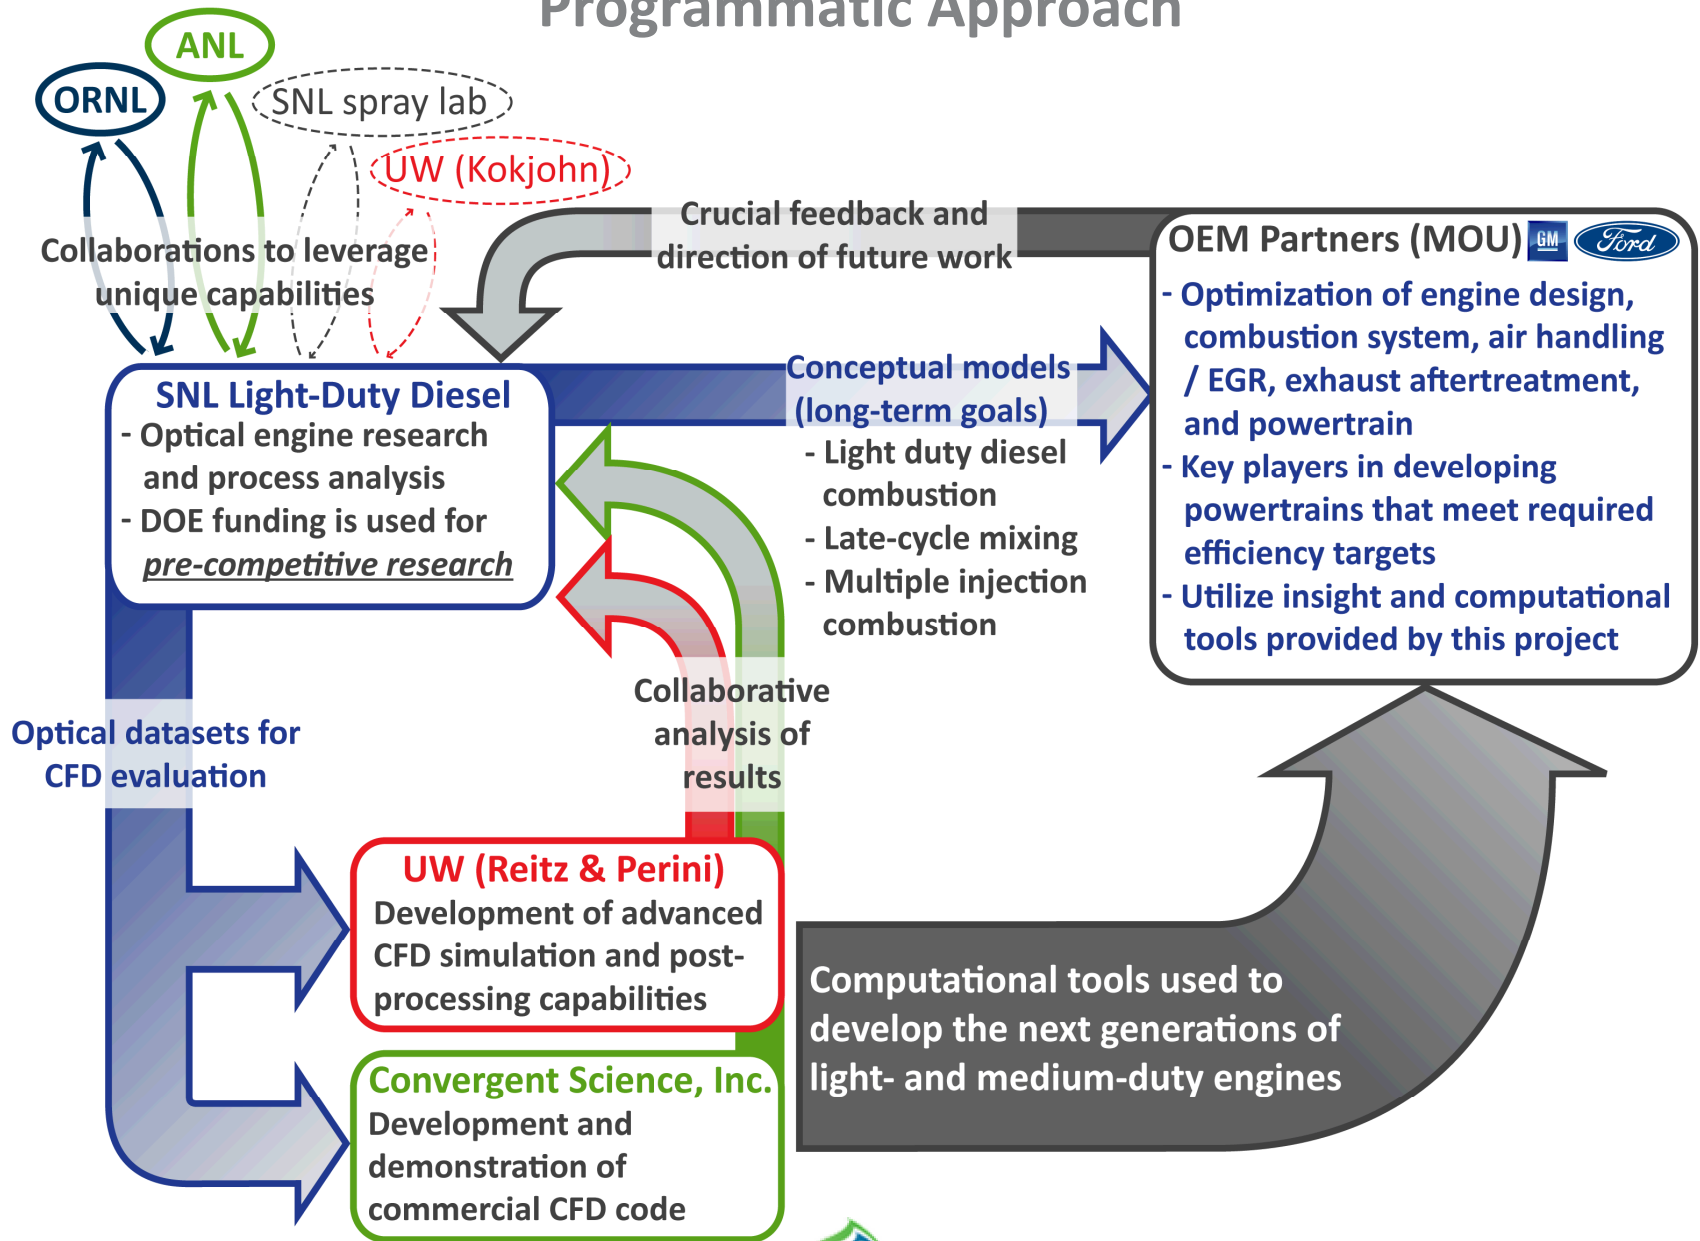 Programmatic Approach
ANL
ORNL
SNL spray lab
UW (Kokjohn)
Collaborations to leverage
unique capabilities
Crucial feedback and
direction of future work
OEM Partners (MOU)
GM
Ford
- Optimization of engine design,
combustion system, air handling
/ EGR, exhaust aftertreatment,
and powertrain
- Key players in developing
powertrains that meet required
efficiency targets
- Utilize insight and computational
tools provided by this project
SNL Light-Duty Diesel
- Optical engine research
and process analysis
- DOE funding is used for
pre-competitive research
Conceptual models
(long-term goals)
- Light duty diesel
combustion
- Late-cycle mixing
- Multiple injection
combustion
Collaborative
analysis of
results
Optical datasets for
CFD evaluation
UW (Reitz & Perini)
Development of advanced
CFD simulation and post-
processing capabilities
Convergent Science, Inc.
Development and
demonstration of
commercial CFD code
Computational tools used to
develop the next generations of
light- and medium-duty engines